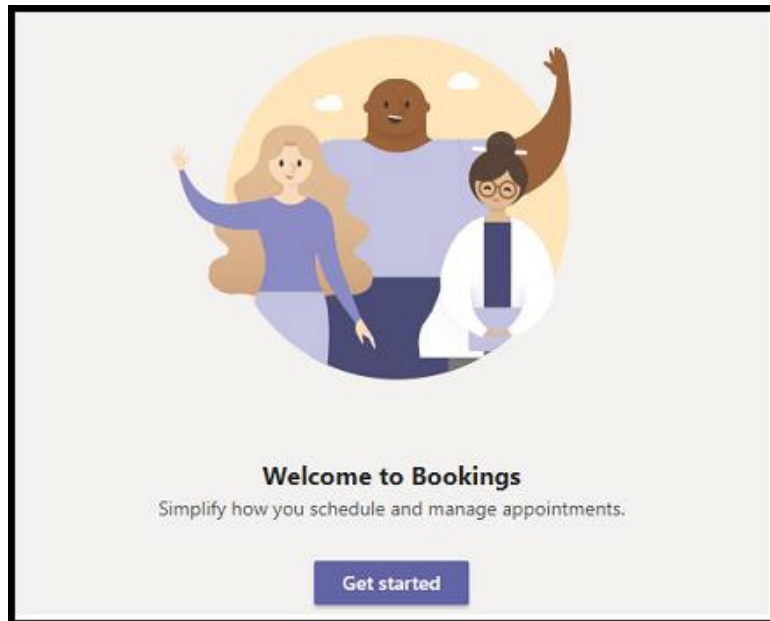 Welcome to Bookings
Simplify how you schedule and manage appointments.
Get started